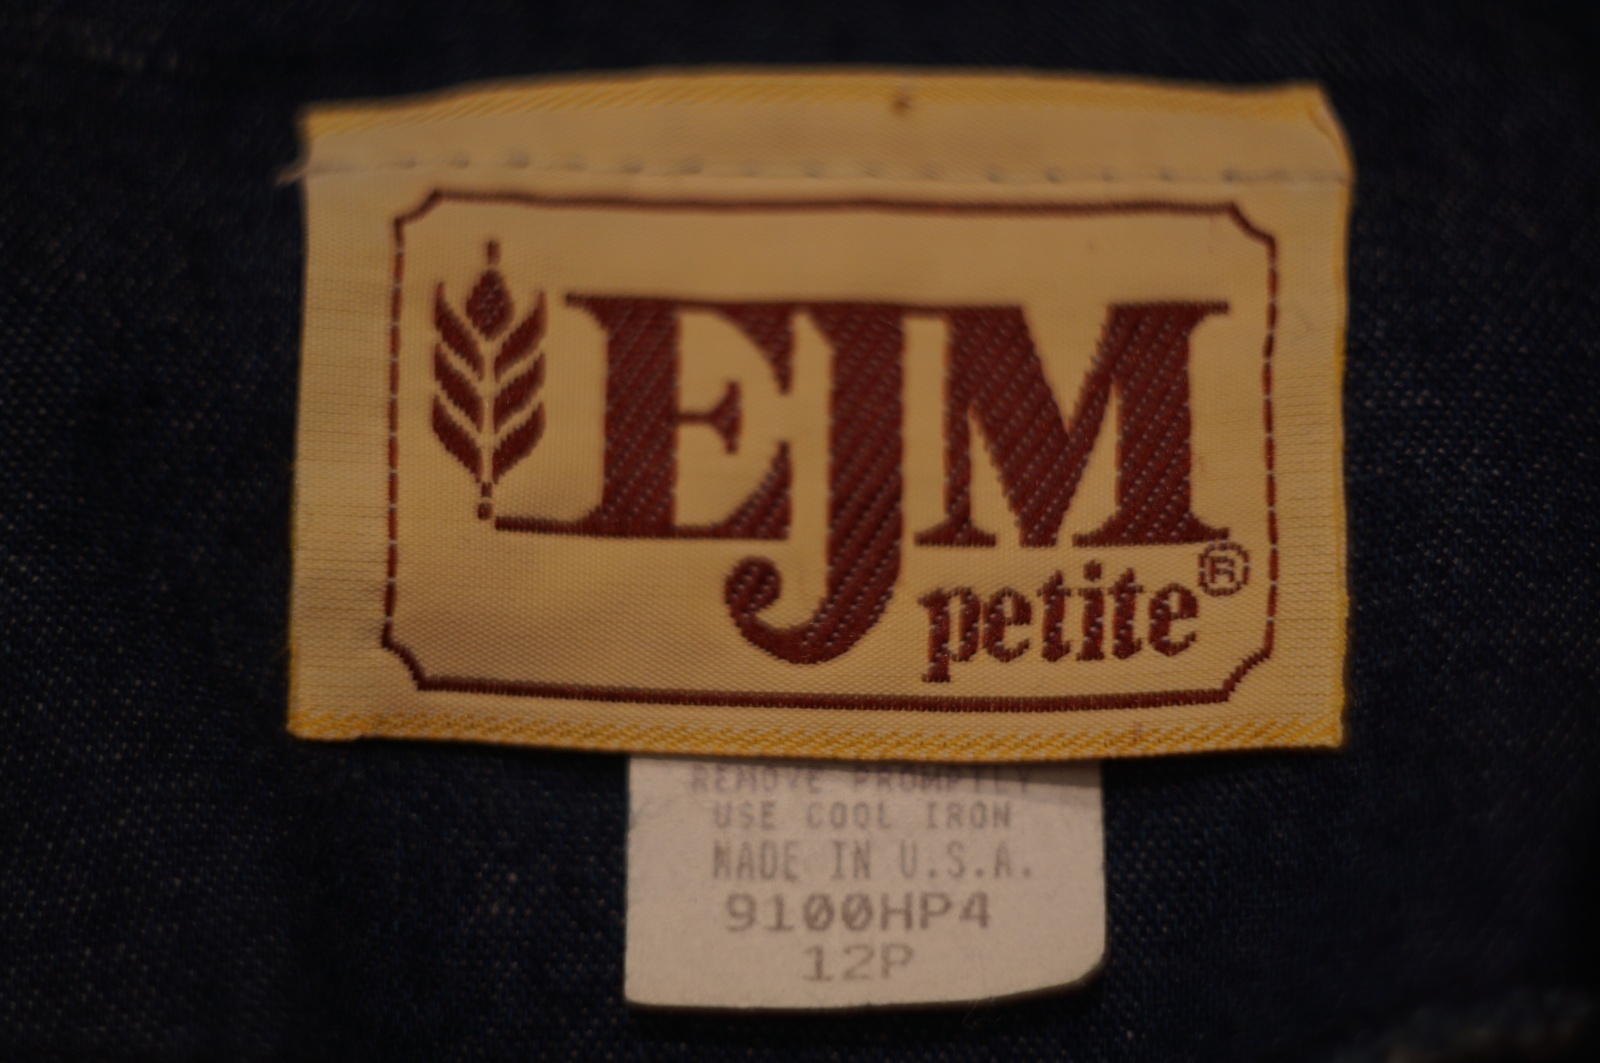 EJM
petite®
REMOVE PROMPTLY
USE COOL IRON
MADE IN U.S.A.
9100HP4
12P